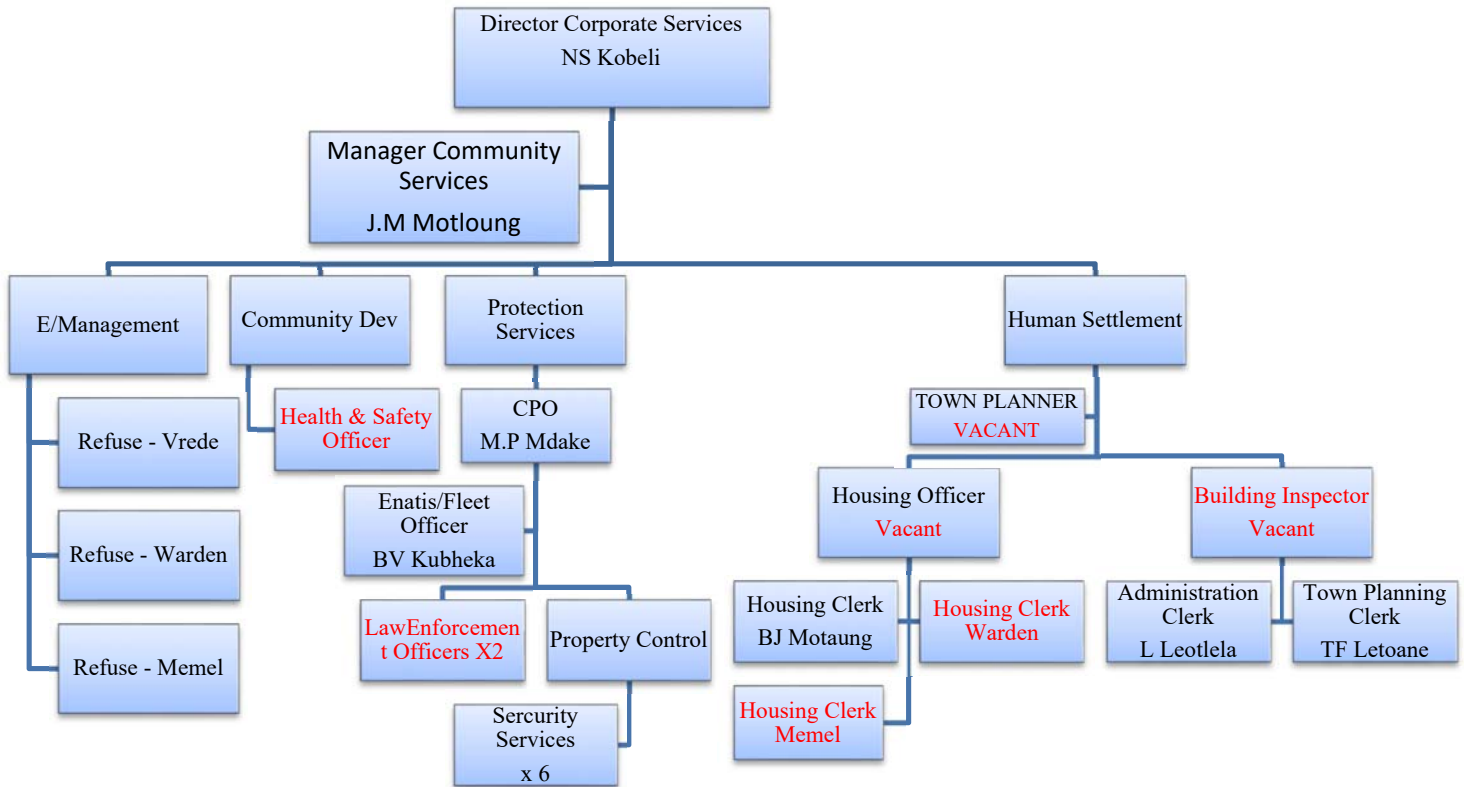 Director Corporate Services
NS Kobeli
Manager Community
Services
J.M Motloung
E/Management
Community Dev
Protection
Services
Human Settlement
Refuse - Vrede
Refuse - Warden
Refuse - Memel
Health & Safety
Officer
CPO
M.P Mdake
Enatis/Fleet
Officer
BV Kubheka
LawEnforcemen
t Officers X2
Property Control
Sercurity
Services
x 6
TOWN PLANNER
VACANT
Housing Officer
Vacant
Building Inspector
Vacant
Housing Clerk
BJ Motaung
Housing Clerk
Warden
Housing Clerk
Memel
Administration
Clerk
L Leotlela
Town Planning
Clerk
TF Letoane